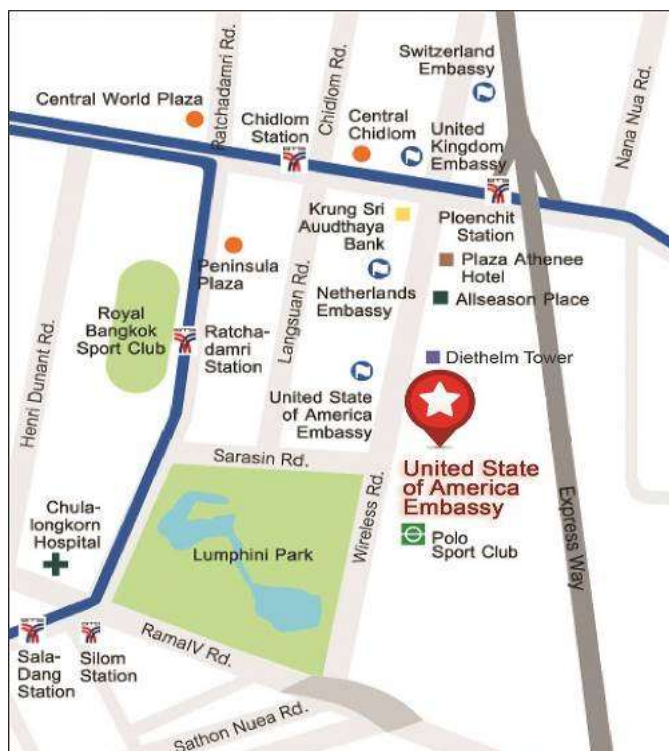 Switzerland
Embassy
Central World Plaza
Ratchadamri Rd.
Chidlom
Station
Chidlom Rd.
Central
Chidlom
United
Kingdom
Embassy
Nana Nua Rd.
Krung Sri
Auudthaya
Bank
Ploenchit
Station
Peninsula
Plaza
Langsuan Rd.
Netherlands
Embassy
Plaza Athenee
Hotel
Allseason Place
Henri Dunant Rd.
Royal
Bangkok
Sport Club
Ratcha-
damri
Station
Diethelm Tower
United State
of America
Embassy
Sarasin Rd.
Wireless Rd.
United State
of America
Embassy
Express Way
Chula-
longkorn
Hospital
Lumphini Park
Polo
Sport Club
RamaIV Rd.
Sala-
Dang
Station
Silom
Station
Sathon Nuea Rd.